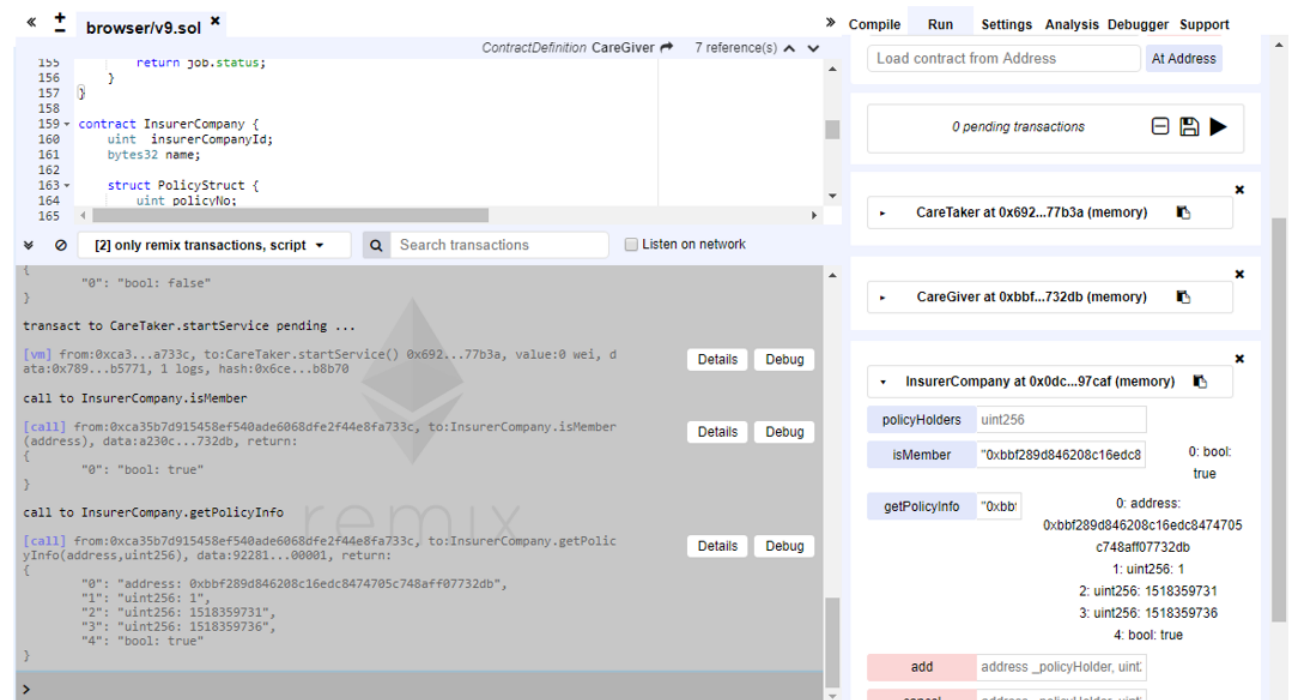 browser/v9.sol
Compile Run Settings Analysis Debugger Support
ContractDefinition CareGiver 7 reference(s)
155 return job.status;
156 }
157 }
158
159 contract InsurerCompany {
160 uint insurerCompanyId;
161 bytes32 name;
162
163 struct PolicyStruct {
164 uint policyNo;
165
[2] only remix transactions, script Search transactions Listen on network
{
"0": "bool: false"
}
transact to CareTaker.startService pending ...
[vm] from:0xca3...a733c, to:CareTaker.startService() 0x692...77b3a, value:0 wei, d
ata:0x789...b5771, 1 logs, hash:0x6ce...b8b70
Details Debug
call to InsurerCompany.isMember
[call] from:0xca35b7d915458ef540ade6068dfe2f44e8fa733c, to:InsurerCompany.isMember
(address), data:a230c...732db, return:
Details Debug
{
"0": "bool: true"
}
call to InsurerCompany.getPolicyInfo
remix
[call] from:0xca35b7d915458ef540ade6068dfe2f44e8fa733c, to:InsurerCompany.getPolic
yInfo(address,uint256), data:92281...00001, return:
Details Debug
{
"0": "address: 0xbbf289d846208c16edc8474705c748aff07732db",
"1": "uint256: 1",
"2": "uint256: 1518359731",
"3": "uint256: 1518359736",
"4": "bool: true"
}
>
Load contract from Address At Address
0 pending transactions
CareTaker at 0x692...77b3a (memory)
CareGiver at 0xbbf...732db (memory)
InsurerCompany at 0x0dc...97caf (memory)
policyHolders uint256
isMember "0xbbf289d846208c16edc8 0: bool:
true
getPolicyInfo "0xbbf 0: address:
0xbbf289d846208c16edc8474705
c748aff07732db
1: uint256: 1
2: uint256: 1518359731
3: uint256: 1518359736
4: bool: true
add address _policyHolder, uint